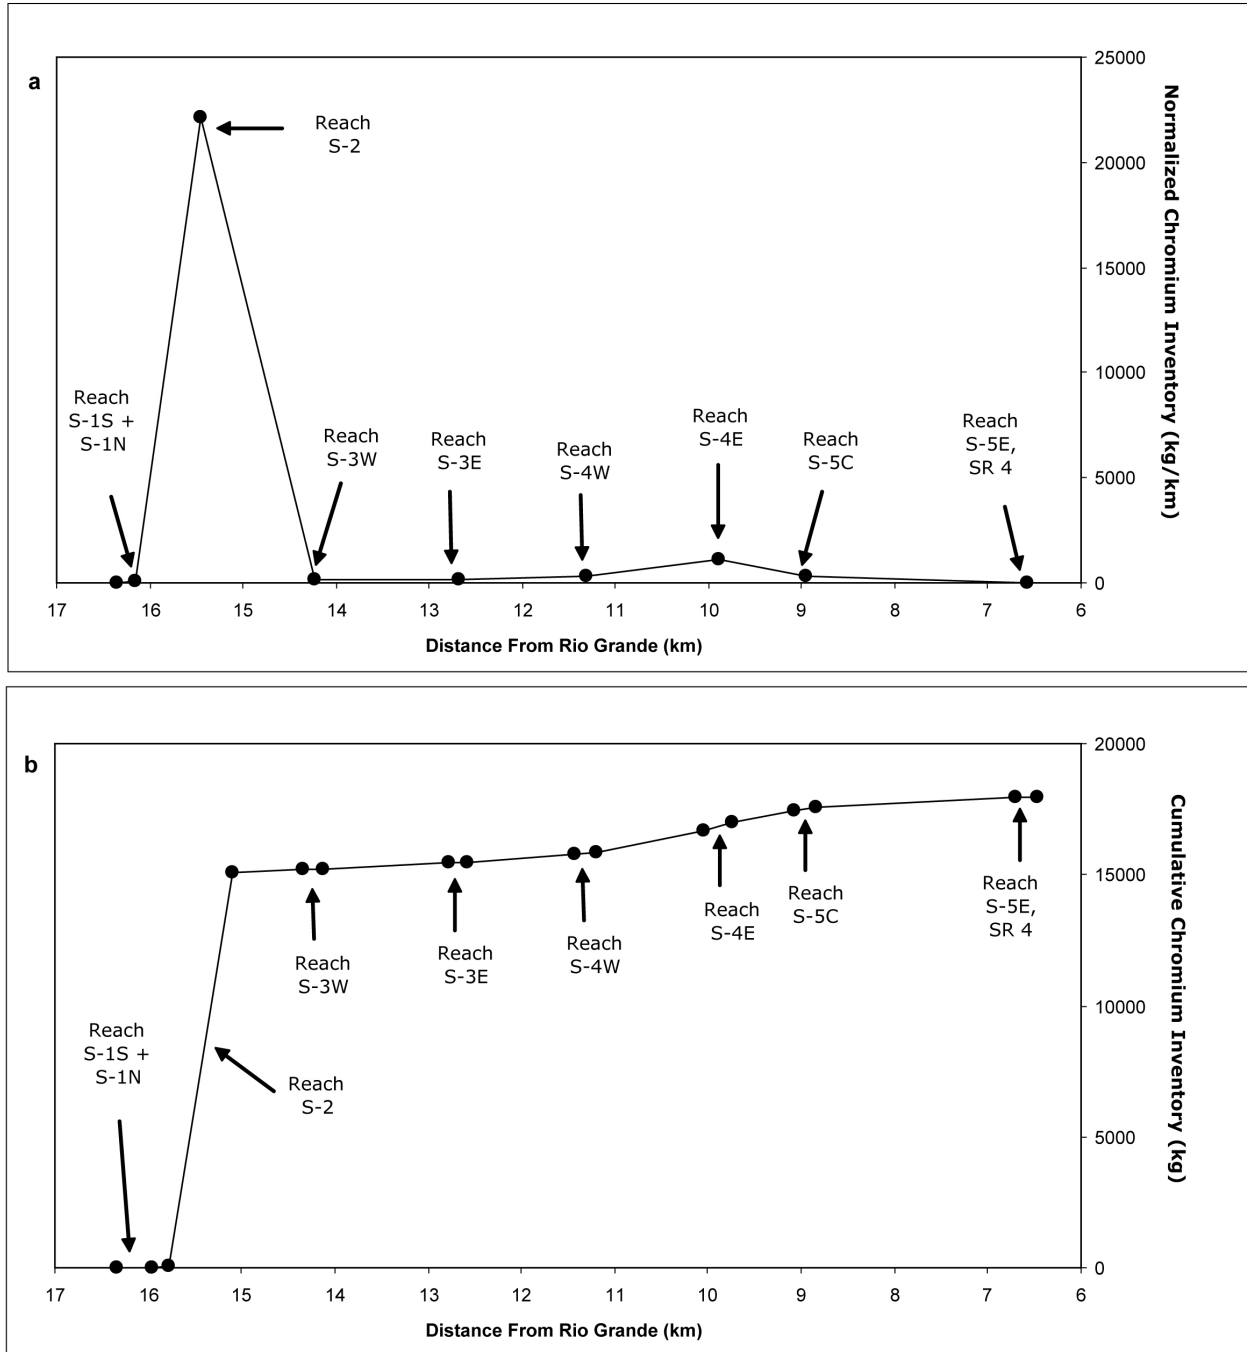 a
25000
20000
15000
10000
5000
0
Normalized Chromium Inventory (kg/km)
Reach
S-2
Reach
S-1S +
S-1N
Reach
S-3W
Reach
S-3E
Reach
S-4W
Reach
S-4E
Reach
S-5C
Reach
S-5E,
SR 4
17 16 15 14 13 12 11 10 9 8 7 6
Distance From Rio Grande (km)
b
20000
15000
10000
5000
0
Cumulative Chromium Inventory (kg)
Reach
S-1S +
S-1N
Reach
S-2
Reach
S-3W
Reach
S-3E
Reach
S-4W
Reach
S-4E
Reach
S-5C
Reach
S-5E,
SR 4
17 16 15 14 13 12 11 10 9 8 7 6
Distance From Rio Grande (km)